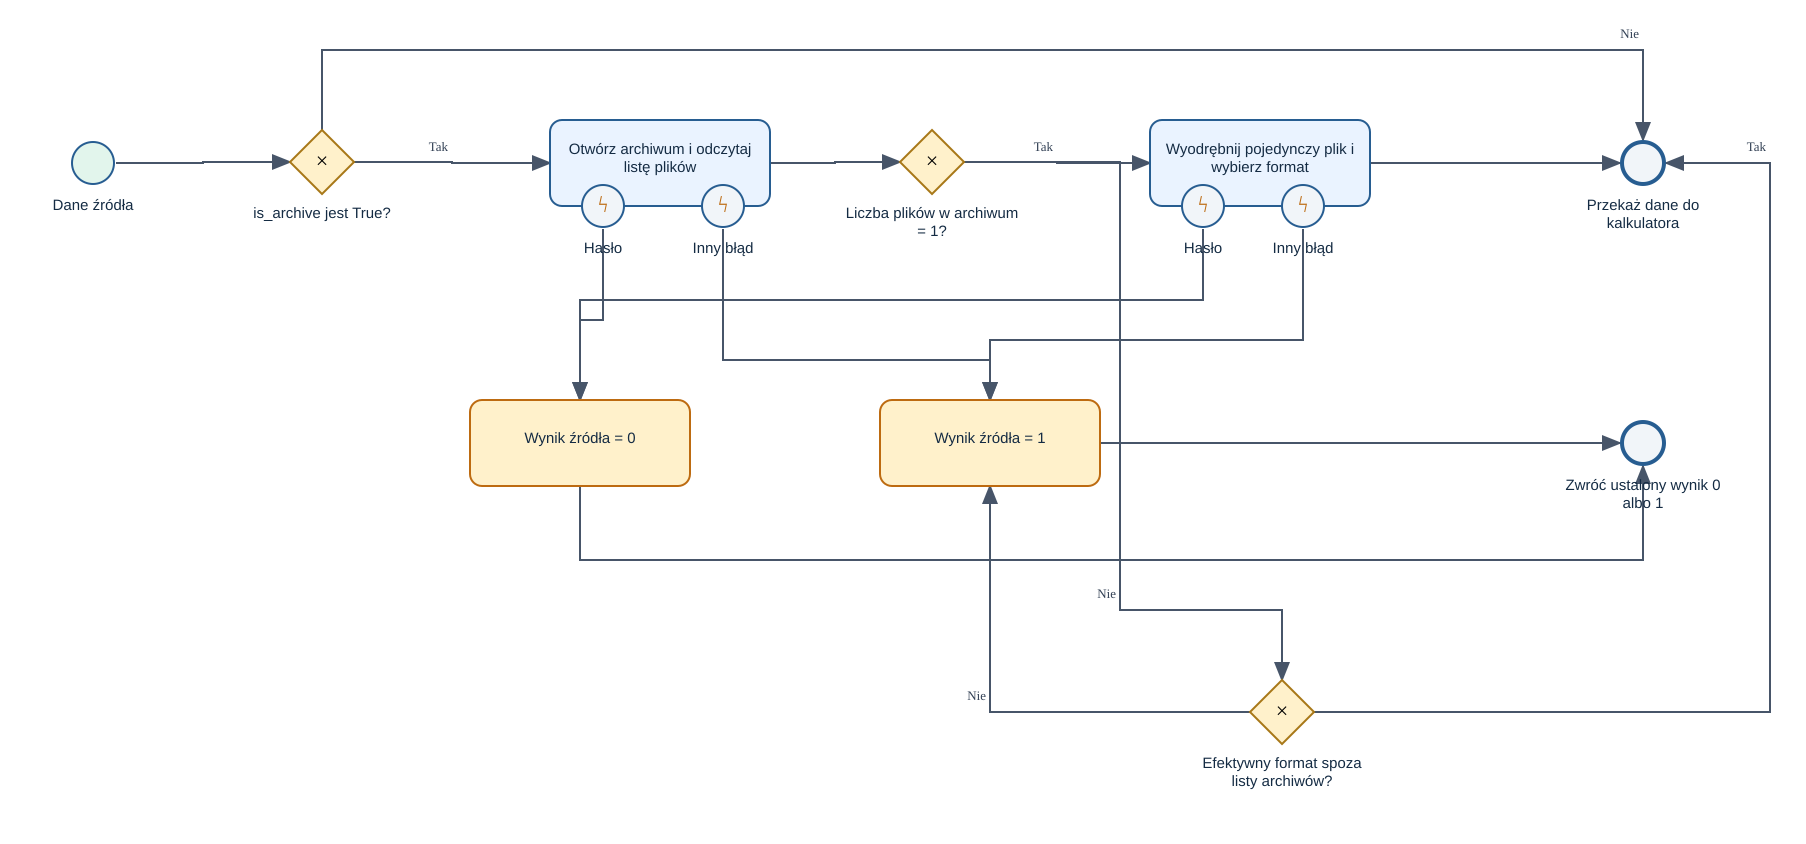 Nie
Tak
Tak
Tak
×
Otwórz archiwum i odczytaj
listę plików
×
Wyodrębnij pojedynczy plik i
wybierz format
Dane źródła
is_archive jest True?
Liczba plików w archiwum
= 1?
Przekaż dane do
kalkulatora
Hasło
Inny błąd
Hasło
Inny błąd
Wynik źródła = 0
Wynik źródła = 1
Zwróć ustalony wynik 0
albo 1
Nie
Nie
×
Efektywny format spoza
listy archiwów?